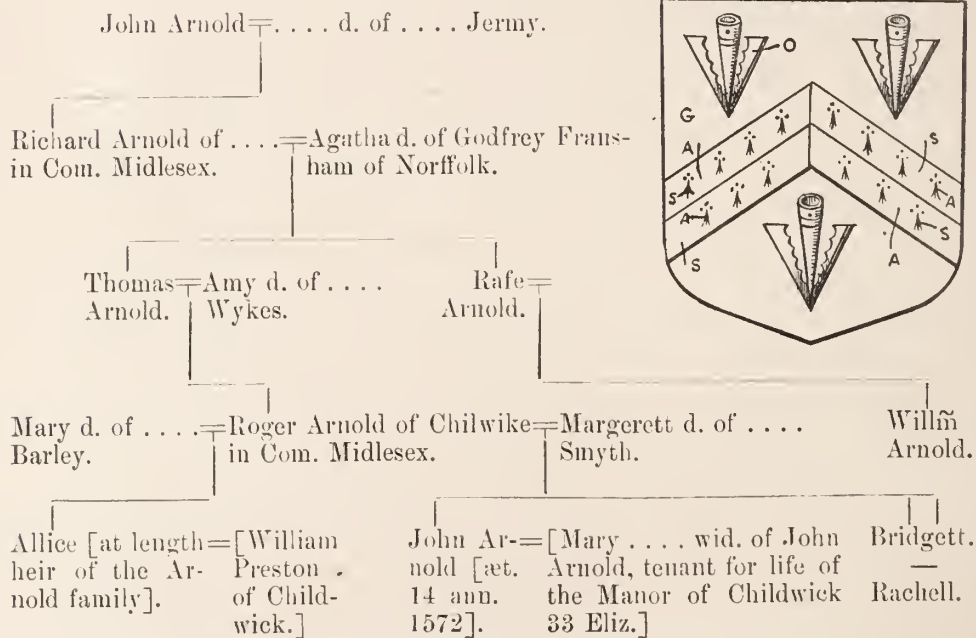 John Arnold=. . . . d. of . . . . Jermy.
Richard Arnold of . . . .=Agatha d. of Godfrey Frans-
in Com. Midlesex. ham of Norffolk.
Thomas=Amy d. of . . . . Rafe=
Arnold. Wykes. Arnold.
Mary d. of . . . .=Roger Arnold of Chilwike=Margerett d. of . . . . Willm̃
Barley. in Com. Midlesex. Smyth. Arnold.
Allice [at length=[William John Ar-=[Mary . . . . wid. of John Bridgett.
heir of the Ar- Preston nold [æt. Arnold, tenant for life of —
nold family]. of Child- 14 ann. the Manor of Childwick Rachell.
wick.] 1572]. 33 Eliz.]
O
G
A S
S A
A S
S A